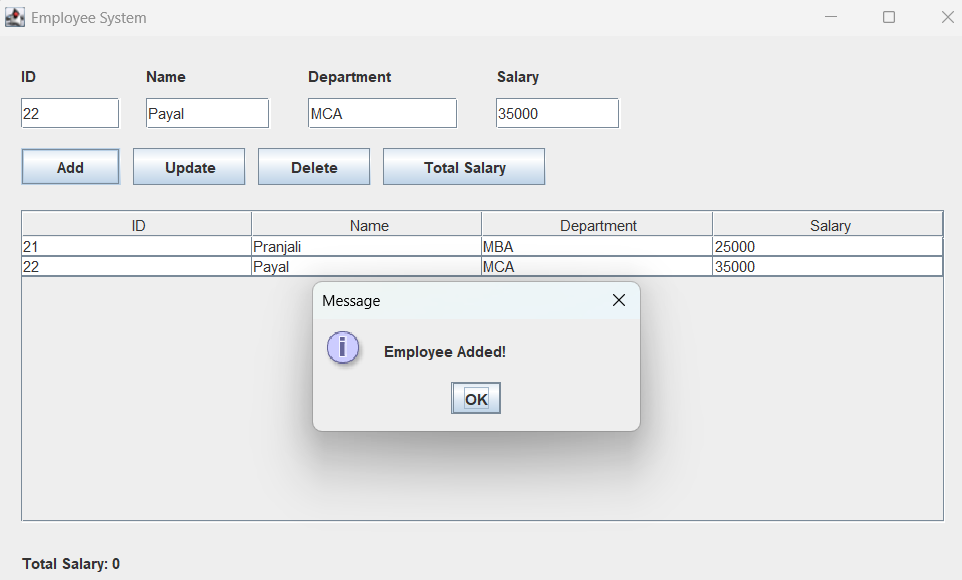 Employee System
ID Name Department Salary
22 Payal MCA 35000
Add Update Delete Total Salary
ID Name Department Salary
21 Pranjali MBA 25000
22 Payal MCA 35000
Message
i Employee Added!
OK
Total Salary: 0